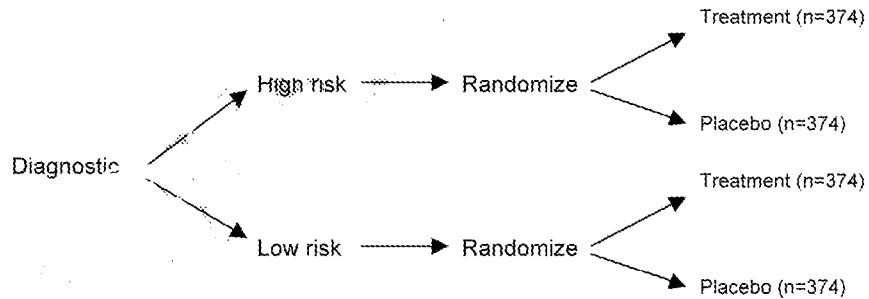 Treatment (n=374)
High risk
Randomize
Placebo (n=374)
Diagnostic
Treatment (n=374)
Low risk
Randomize
Placebo (n=374)